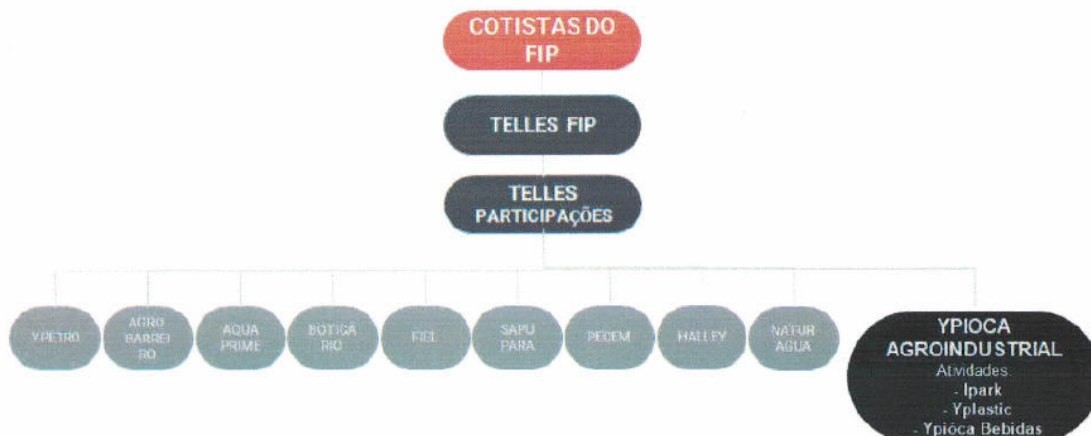 COTISTAS DO
FIP
TELLES FIP
TELLES
PARTICIPAÇÕES
YPETRO
AGRO
BARREI
RO
AQUA
PRIME
BOTIGA
RIO
FIEL
SAPU
PARA
PECEM
HALLEY
NATUR
AGUA
YPIOCA
AGROINDUSTRIAL
Atividades:
- Ipark
- Yplastic
- Ypióca Bebidas